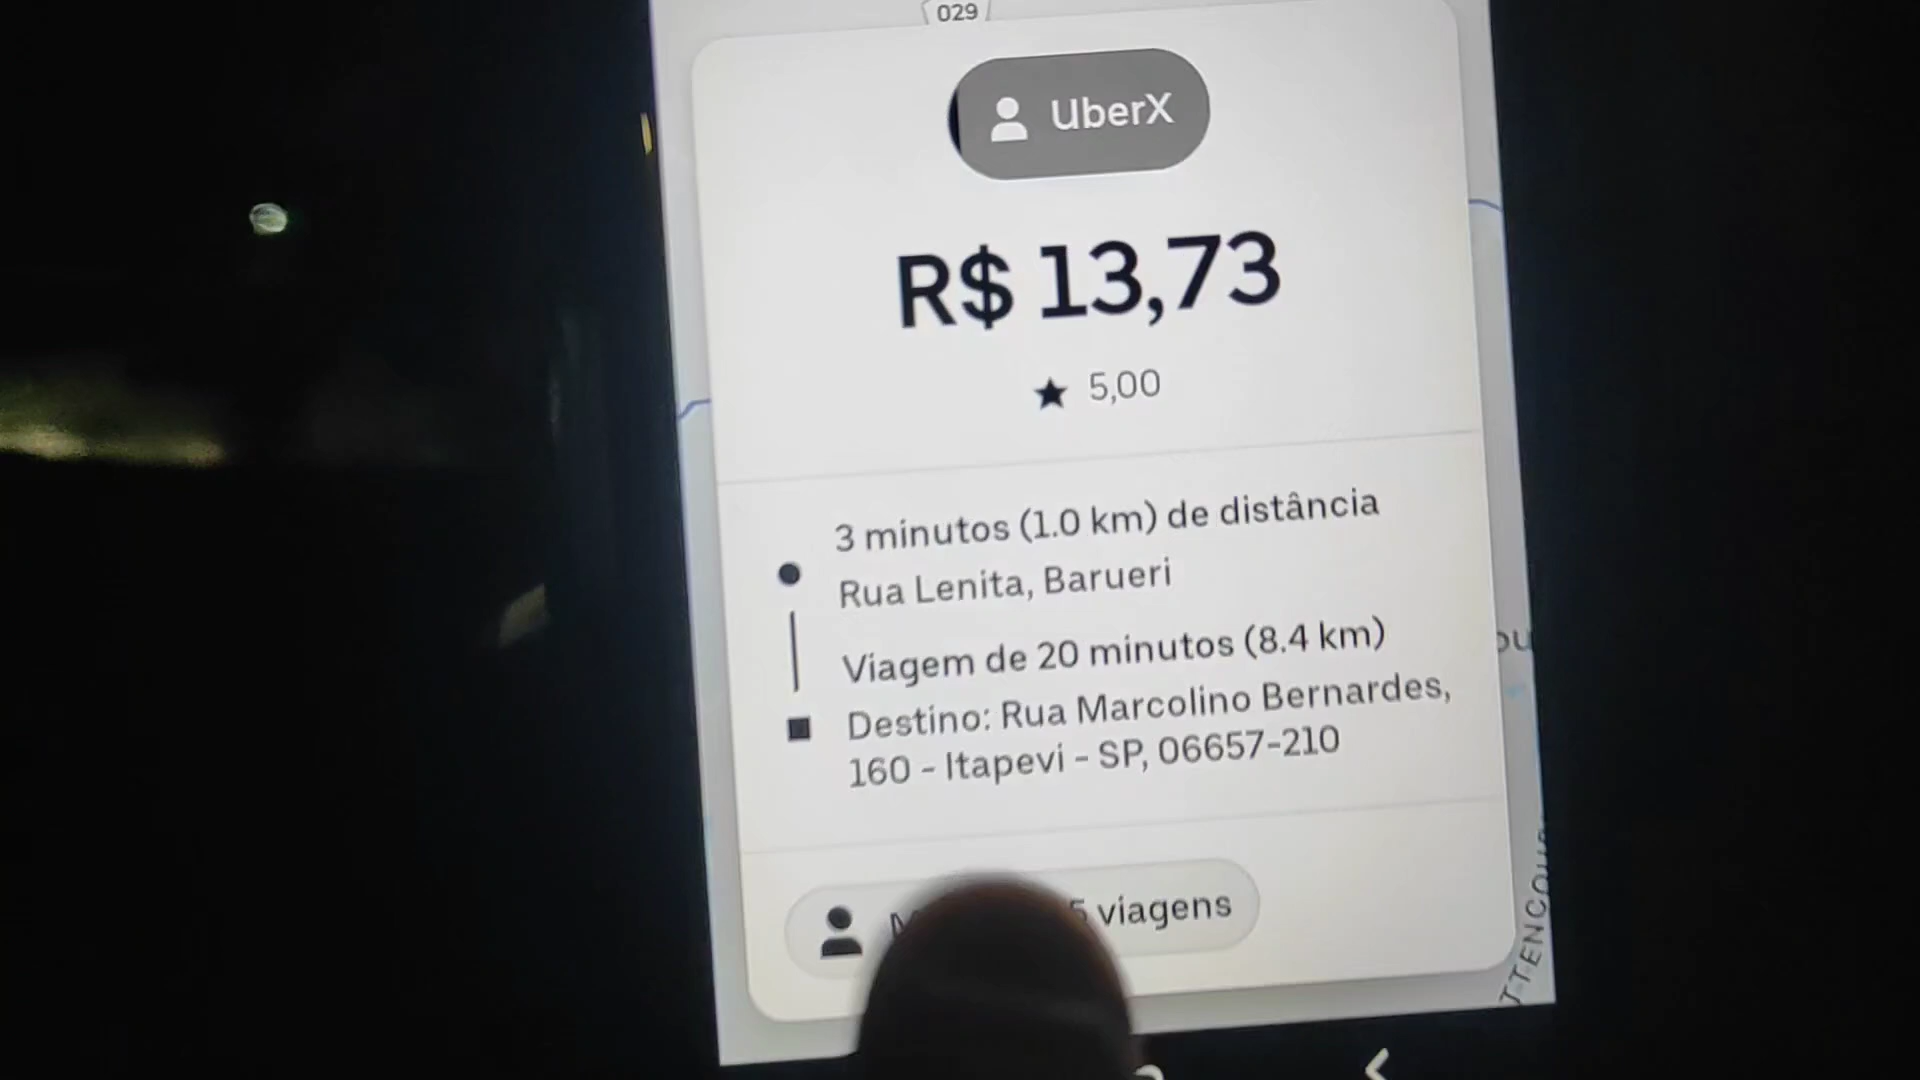 029
UberX
R$ 13,73
★ 5,00
3 minutos (1.0 km) de distância
Rua Lenita, Barueri
Viagem de 20 minutos (8.4 km)
Destino: Rua Marcolino Bernardes,
160 - Itapevi - SP, 06657-210
5 viagens